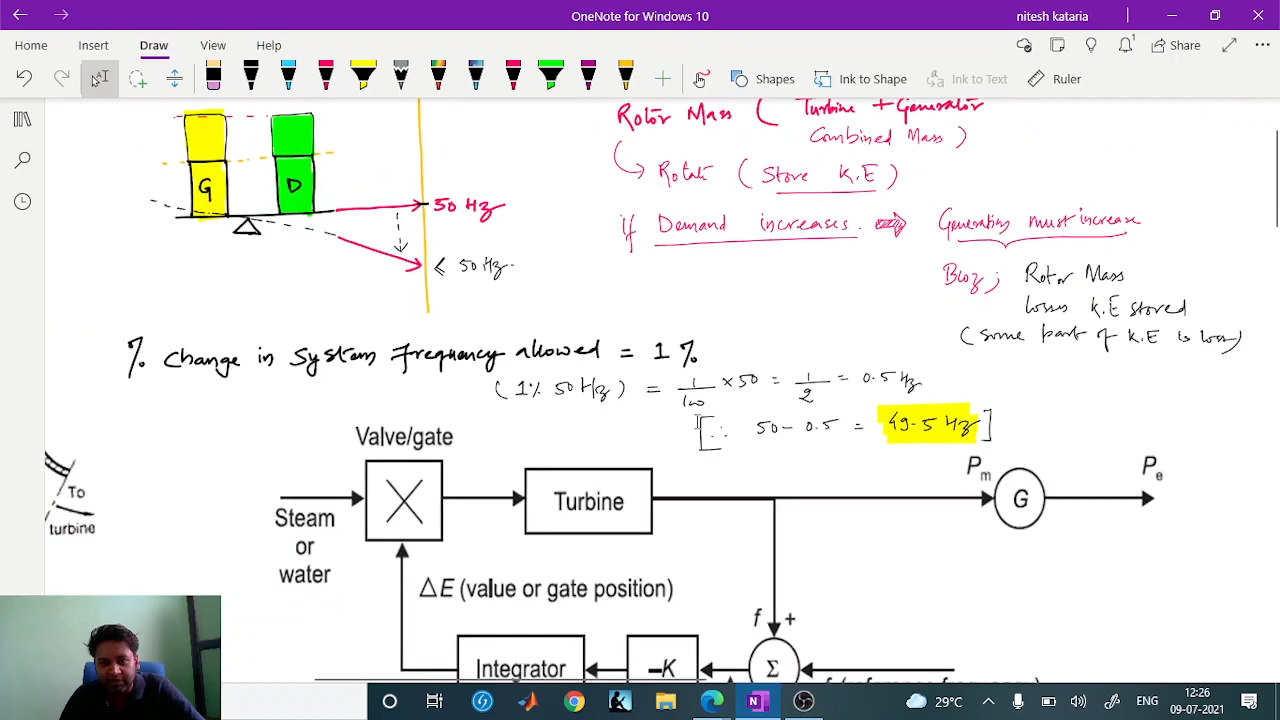 OneNote for Windows 10
nitesh kataria
Home Insert Draw View Help
Share
Shapes
Ink to Shape
Ink to Text
Ruler
Rotor Mass ( Turbine + Generator
Combined Mass )
Rotate ( Store K.E )
G D
50 Hz
< 50 Hz
if Demand increases. Generation must increase
Bcoz; Rotor Mass
losses K.E stored
(some part of K.E is loss)
% Change in System frequency allowed = 1 %
( 1% 50 Hz ) = 1/100 × 50 = 1/2 = 0.5 Hz
[ ∴ 50 - 0.5 = 49.5 Hz ]
Valve/gate
Steam
or
water
Turbine
Pm
G
Pe
To
turbine
△E (value or gate position)
f +
Integrator
–K
Σ
29°C
ENG
12:26
09-07-2021